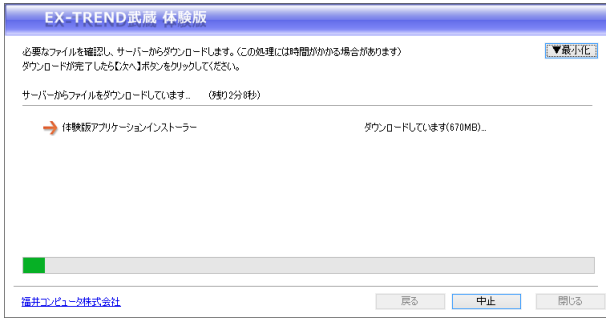 EX-TREND武蔵 体験版
必要なファイルを確認し、サーバーからダウンロードします。（この処理には時間がかかる場合があります）
▼最小化
ダウンロードが完了したら【次へ】ボタンをクリックしてください。
サーバーからファイルをダウンロードしています... （残り2分8秒）
体験版アプリケーションインストーラー ダウンロードしています(670MB)...
福井コンピュータ株式会社
戻る 中止 閉じる